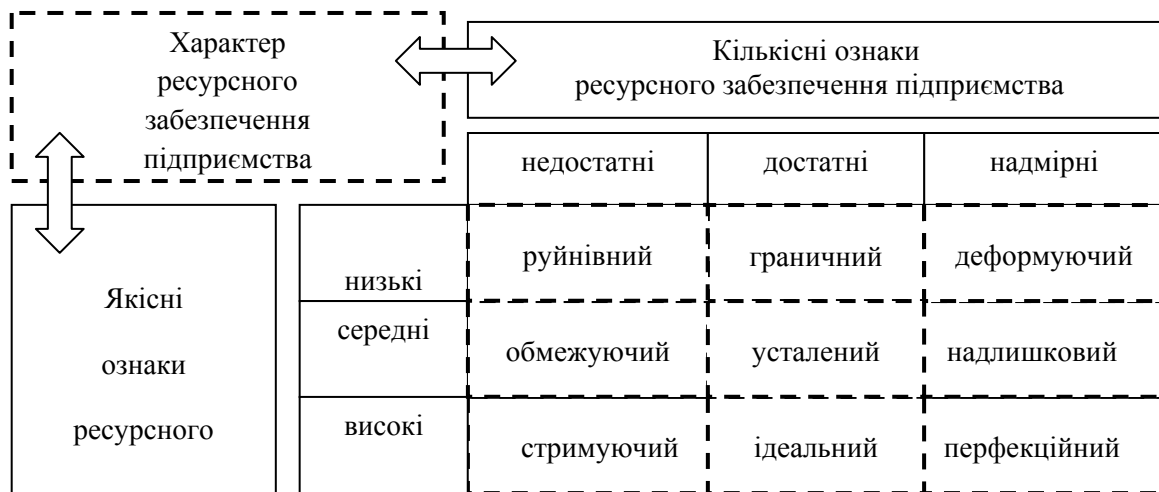 Характер
ресурсного
забезпечення
підприємства
Кількісні ознаки
ресурсного забезпечення підприємства
недостатні достатні надмірні
Якісні
ознаки
ресурсного
низькі руйнівний граничний деформуючий
середні обмежуючий усталений надлишковий
високі стримуючий ідеальний перфекційний